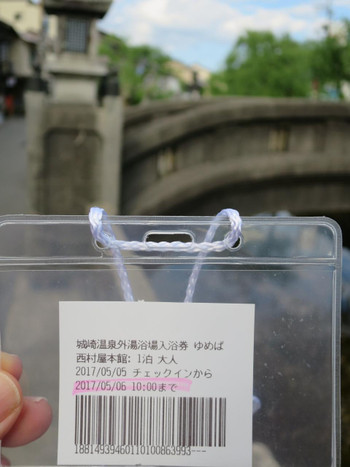 城崎温泉外湯浴場入浴券 ゆめぱ
西村屋本館: 1泊 大人
2017/05/05 チェックインから
2017/05/06 10:00まで
18814939460110100863993---